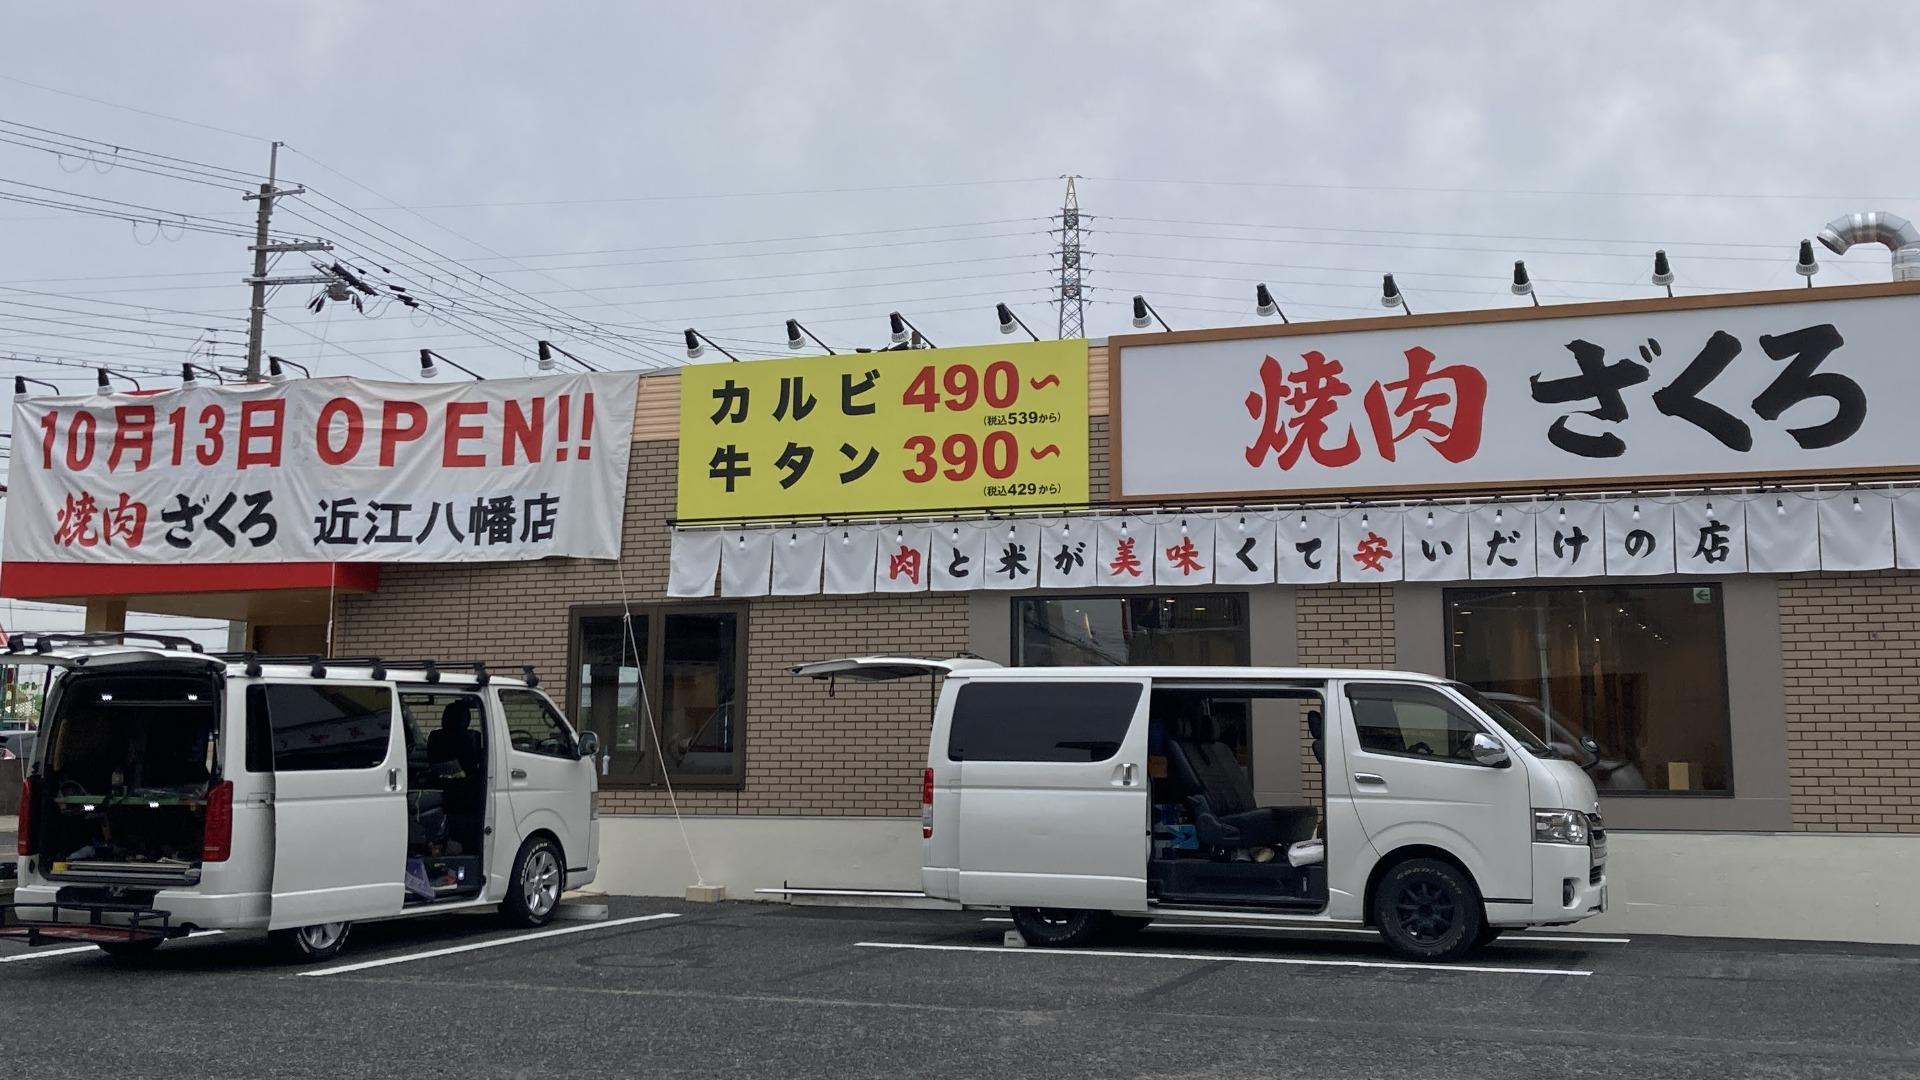 10月13日 OPEN!!
焼肉 ざくろ 近江八幡店
カルビ 490〜
(税込539から)
牛タン 390〜
(税込429から)
焼肉 ざくろ
肉と米が美味くて安いだけの店